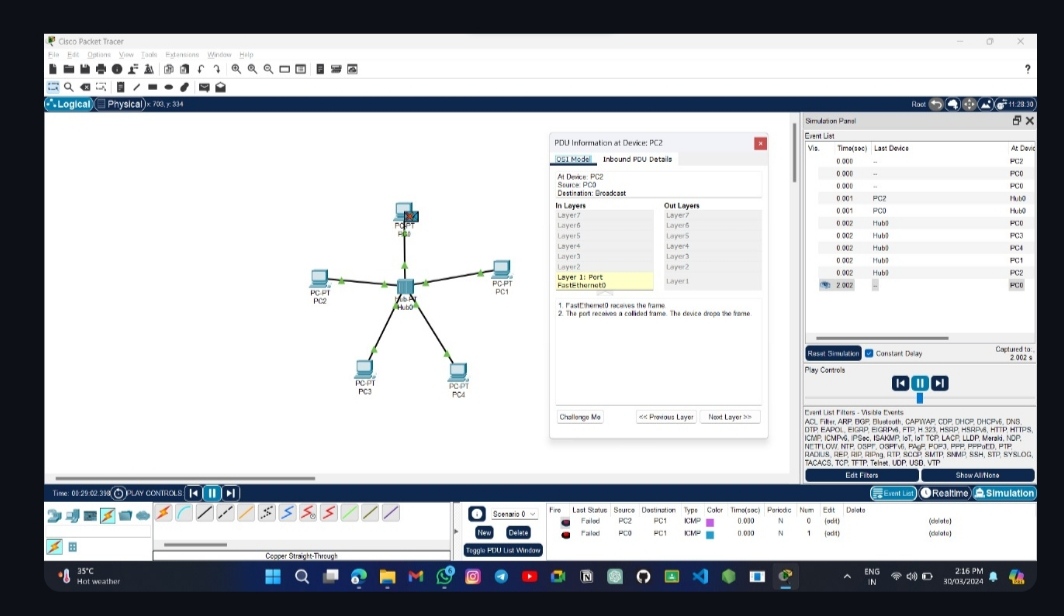 Cisco Packet Tracer
File Edit Options View Tools Extensions Window Help
?
Logical Physical x: 703, y: 334
Root 11:28:30
Simulation Panel
Event List
Vis. Time(sec) Last Device At Devic
0.000 -- PC2
0.000 -- PC0
0.000 -- PC0
0.001 PC2 Hub0
0.001 PC0 Hub0
0.002 Hub0 PC0
0.002 Hub0 PC3
0.002 Hub0 PC4
0.002 Hub0 PC1
0.002 Hub0 PC2
2.002 -- PC0
Reset Simulation Constant Delay
Captured to:
2.002 s
Play Controls
Event List Filters - Visible Events
ACL Filter, ARP, BGP, Bluetooth, CAPWAP, CDP, DHCP, DHCPv6, DNS,
DTP, EAPOL, EIGRP, EIGRPv6, FTP, H.323, HSRP, HSRPv6, HTTP, HTTPS,
ICMP, ICMPv6, IPSec, ISAKMP, IoT, IoT TCP, LACP, LLDP, Meraki, NDP,
NETFLOW, NTP, OSPF, OSPFv6, PAgP, POP3, PPP, PPPoED, PTP,
RADIUS, REP, RIP, RIPng, RTP, SCCP, SMTP, SNMP, SSH, STP, SYSLOG,
TACACS, TCP, TFTP, Telnet, UDP, USB, VTP
Edit Filters Show All/None
PC-PT
PC0
PC-PT
PC2
PC-PT
PC1
Hub-PT
Hub0
PC-PT
PC3
PC-PT
PC4
PDU Information at Device: PC2
OSI Model Inbound PDU Details
At Device: PC2
Source: PC0
Destination: Broadcast
In Layers Out Layers
Layer7 Layer7
Layer6 Layer6
Layer5 Layer5
Layer4 Layer4
Layer3 Layer3
Layer2 Layer2
Layer 1: Port
FastEthernet0
Layer1
1. FastEthernet0 receives the frame.
2. The port receives a collided frame. The device drops the frame.
Challenge Me << Previous Layer Next Layer >>
Time: 00:29:02.398 PLAY CONTROLS:
Event List Realtime Simulation
Copper Straight-Through
Scenario 0
New Delete
Toggle PDU List Window
Fire Last Status Source Destination Type Color Time(sec) Periodic Num Edit Delete
Failed PC2 PC1 ICMP 0.000 N 0 (edit) (delete)
Failed PC0 PC1 ICMP 0.000 N 1 (edit) (delete)
35°C
Hot weather
ENG
IN
2:16 PM
30/03/2024